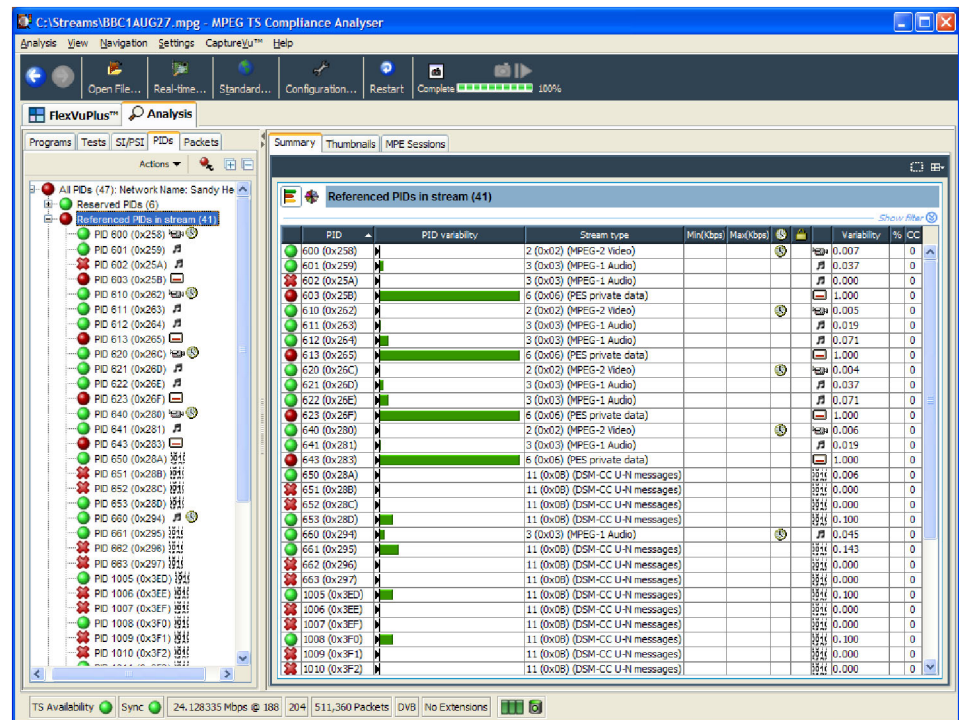 C:\Streams\BBC1AUG27.mpg - MPEG TS Compliance Analyser
Analysis View Navigation Settings CaptureVu™ Help
Open File... Real-time... Standard... Configuration... Restart Complete 100%
FlexVuPlus™ Analysis
Programs Tests SI/PSI PIDs Packets
Summary Thumbnails MPE Sessions
Actions
All PIDs (47): Network Name: Sandy He
Reserved PIDs (6)
Referenced PIDs in stream (41)
PID 600 (0x258)
PID 601 (0x259)
PID 602 (0x25A)
PID 603 (0x25B)
PID 610 (0x262)
PID 611 (0x263)
PID 612 (0x264)
PID 613 (0x265)
PID 620 (0x26C)
PID 621 (0x26D)
PID 622 (0x26E)
PID 623 (0x26F)
PID 640 (0x280)
PID 641 (0x281)
PID 643 (0x283)
PID 650 (0x28A)
PID 651 (0x28B)
PID 652 (0x28C)
PID 653 (0x28D)
PID 660 (0x294)
PID 661 (0x295)
PID 662 (0x296)
PID 663 (0x297)
PID 1005 (0x3ED)
PID 1006 (0x3EE)
PID 1007 (0x3EF)
PID 1008 (0x3F0)
PID 1009 (0x3F1)
PID 1010 (0x3F2)
Referenced PIDs in stream (41)
Show filter
PID PID variability Stream type Min(Kbps) Max(Kbps) Variability % CC
600 (0x258) 2 (0x02) (MPEG-2 Video) 0.007 0
601 (0x259) 3 (0x03) (MPEG-1 Audio) 0.037 0
602 (0x25A) 3 (0x03) (MPEG-1 Audio) 0.000 0
603 (0x25B) 6 (0x06) (PES private data) 1.000 0
610 (0x262) 2 (0x02) (MPEG-2 Video) 0.005 0
611 (0x263) 3 (0x03) (MPEG-1 Audio) 0.019 0
612 (0x264) 3 (0x03) (MPEG-1 Audio) 0.071 0
613 (0x265) 6 (0x06) (PES private data) 1.000 0
620 (0x26C) 2 (0x02) (MPEG-2 Video) 0.004 0
621 (0x26D) 3 (0x03) (MPEG-1 Audio) 0.037 0
622 (0x26E) 3 (0x03) (MPEG-1 Audio) 0.071 0
623 (0x26F) 6 (0x06) (PES private data) 1.000 0
640 (0x280) 2 (0x02) (MPEG-2 Video) 0.006 0
641 (0x281) 3 (0x03) (MPEG-1 Audio) 0.019 0
643 (0x283) 6 (0x06) (PES private data) 1.000 0
650 (0x28A) 11 (0x0B) (DSM-CC U-N messages) 0.006 0
651 (0x28B) 11 (0x0B) (DSM-CC U-N messages) 0.000 0
652 (0x28C) 11 (0x0B) (DSM-CC U-N messages) 0.000 0
653 (0x28D) 11 (0x0B) (DSM-CC U-N messages) 0.100 0
660 (0x294) 3 (0x03) (MPEG-1 Audio) 0.045 0
661 (0x295) 11 (0x0B) (DSM-CC U-N messages) 0.143 0
662 (0x296) 11 (0x0B) (DSM-CC U-N messages) 0.000 0
663 (0x297) 11 (0x0B) (DSM-CC U-N messages) 0.000 0
1005 (0x3ED) 11 (0x0B) (DSM-CC U-N messages) 0.100 0
1006 (0x3EE) 11 (0x0B) (DSM-CC U-N messages) 0.000 0
1007 (0x3EF) 11 (0x0B) (DSM-CC U-N messages) 0.000 0
1008 (0x3F0) 11 (0x0B) (DSM-CC U-N messages) 0.100 0
1009 (0x3F1) 11 (0x0B) (DSM-CC U-N messages) 0.000 0
1010 (0x3F2) 11 (0x0B) (DSM-CC U-N messages) 0.000 0
TS Availability Sync 24.128335 Mbps @ 188 204 511,360 Packets DVB No Extensions